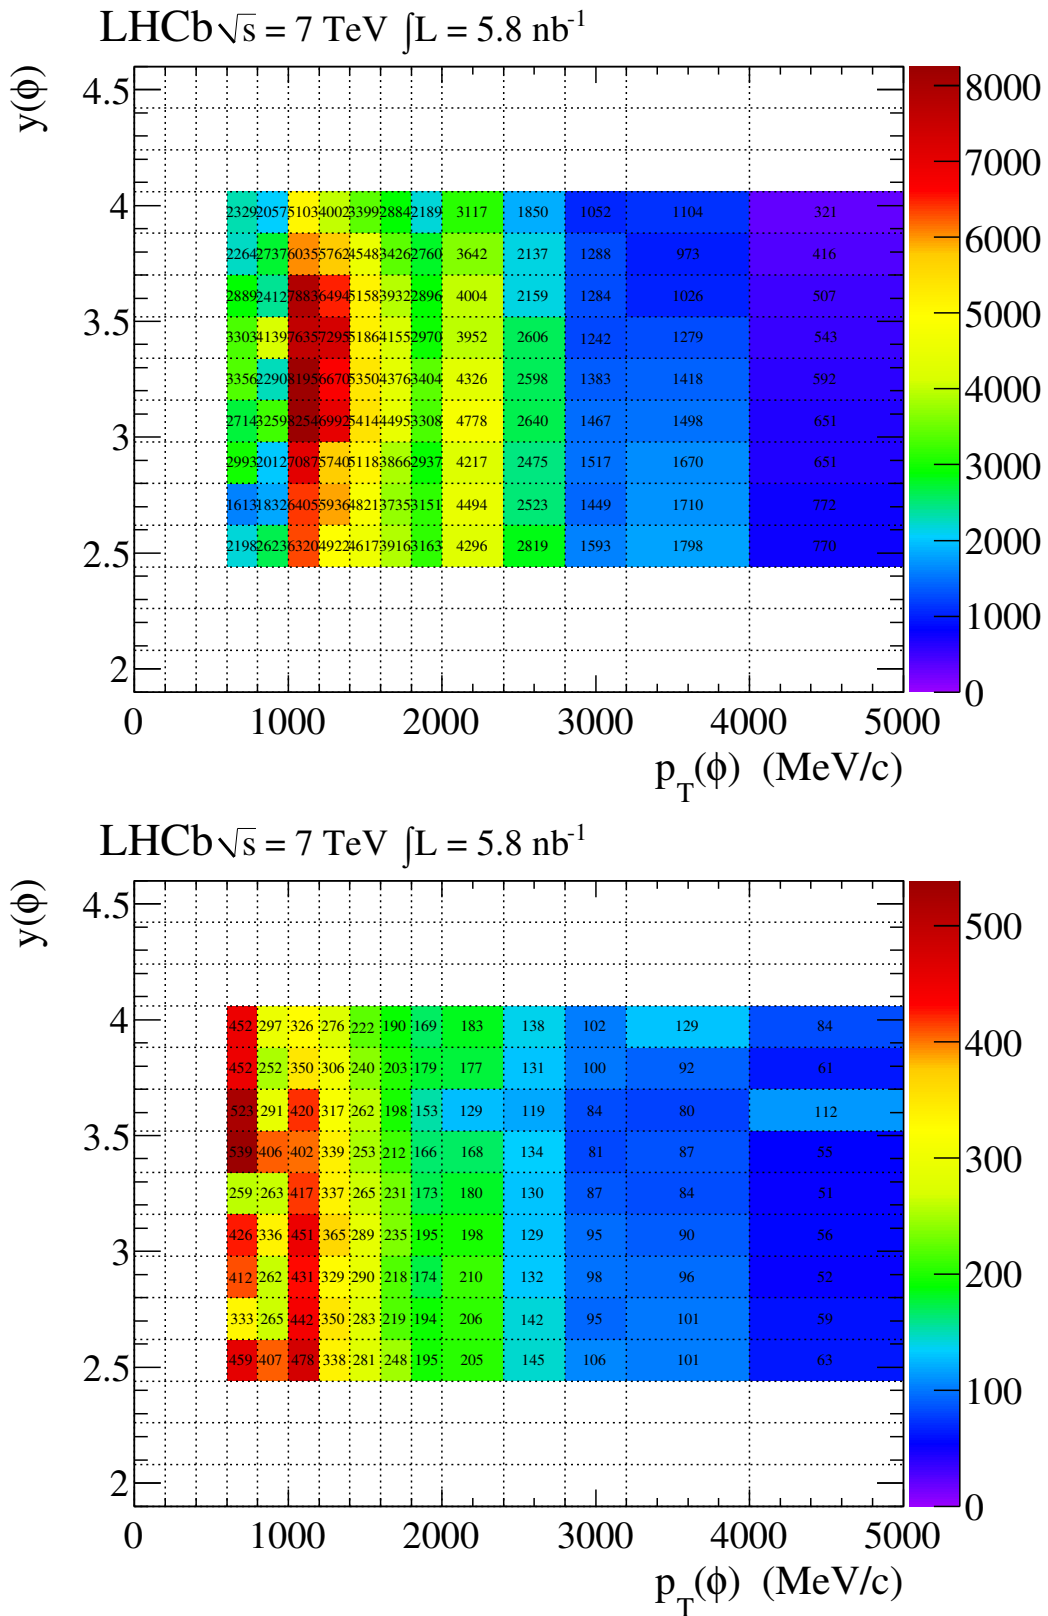 LHCb √s = 7 TeV ∫L = 5.8 nb-1
y(ϕ)
4.5
8000
7000
4
2329 2057 5103 4002 3399 2884 2189 3117 1850 1052 1104 321
2264 2737 6035 5762 4548 3426 2760 3642 2137 1288 973 416
6000
2889 2412 7883 6494 5158 3932 2896 4004 2159 1284 1026 507
3.5
5000
3303 4139 7635 7295 5186 4155 2970 3952 2606 1242 1279 543
3356 2290 8195 6670 5350 4376 3404 4326 2598 1383 1418 592
4000
2714 3259 8254 6992 5414 4495 3308 4778 2640 1467 1498 651
3
2993 2012 7087 5740 5118 3866 2937 4217 2475 1517 1670 651
3000
1613 1832 6405 5936 4821 3735 3151 4494 2523 1449 1710 772
2198 2623 6320 4922 4617 3916 3163 4296 2819 1593 1798 770
2.5
2000
1000
2
0
0 1000 2000 3000 4000 5000
pT(ϕ) (MeV/c)
LHCb √s = 7 TeV ∫L = 5.8 nb-1
y(ϕ)
4.5
500
4
452 297 326 276 222 190 169 183 138 102 129 84
400
452 252 350 306 240 203 179 177 131 100 92 61
523 291 420 317 262 198 153 129 119 84 80 112
3.5
539 406 402 339 253 212 166 168 134 81 87 55
300
259 263 417 337 265 231 173 180 130 87 84 51
426 336 451 365 289 235 195 198 129 95 90 56
3
412 262 431 329 290 218 174 210 132 98 96 52
200
333 265 442 350 283 219 194 206 142 95 101 59
459 407 478 338 281 248 195 205 145 106 101 63
2.5
100
2
0
0 1000 2000 3000 4000 5000
pT(ϕ) (MeV/c)